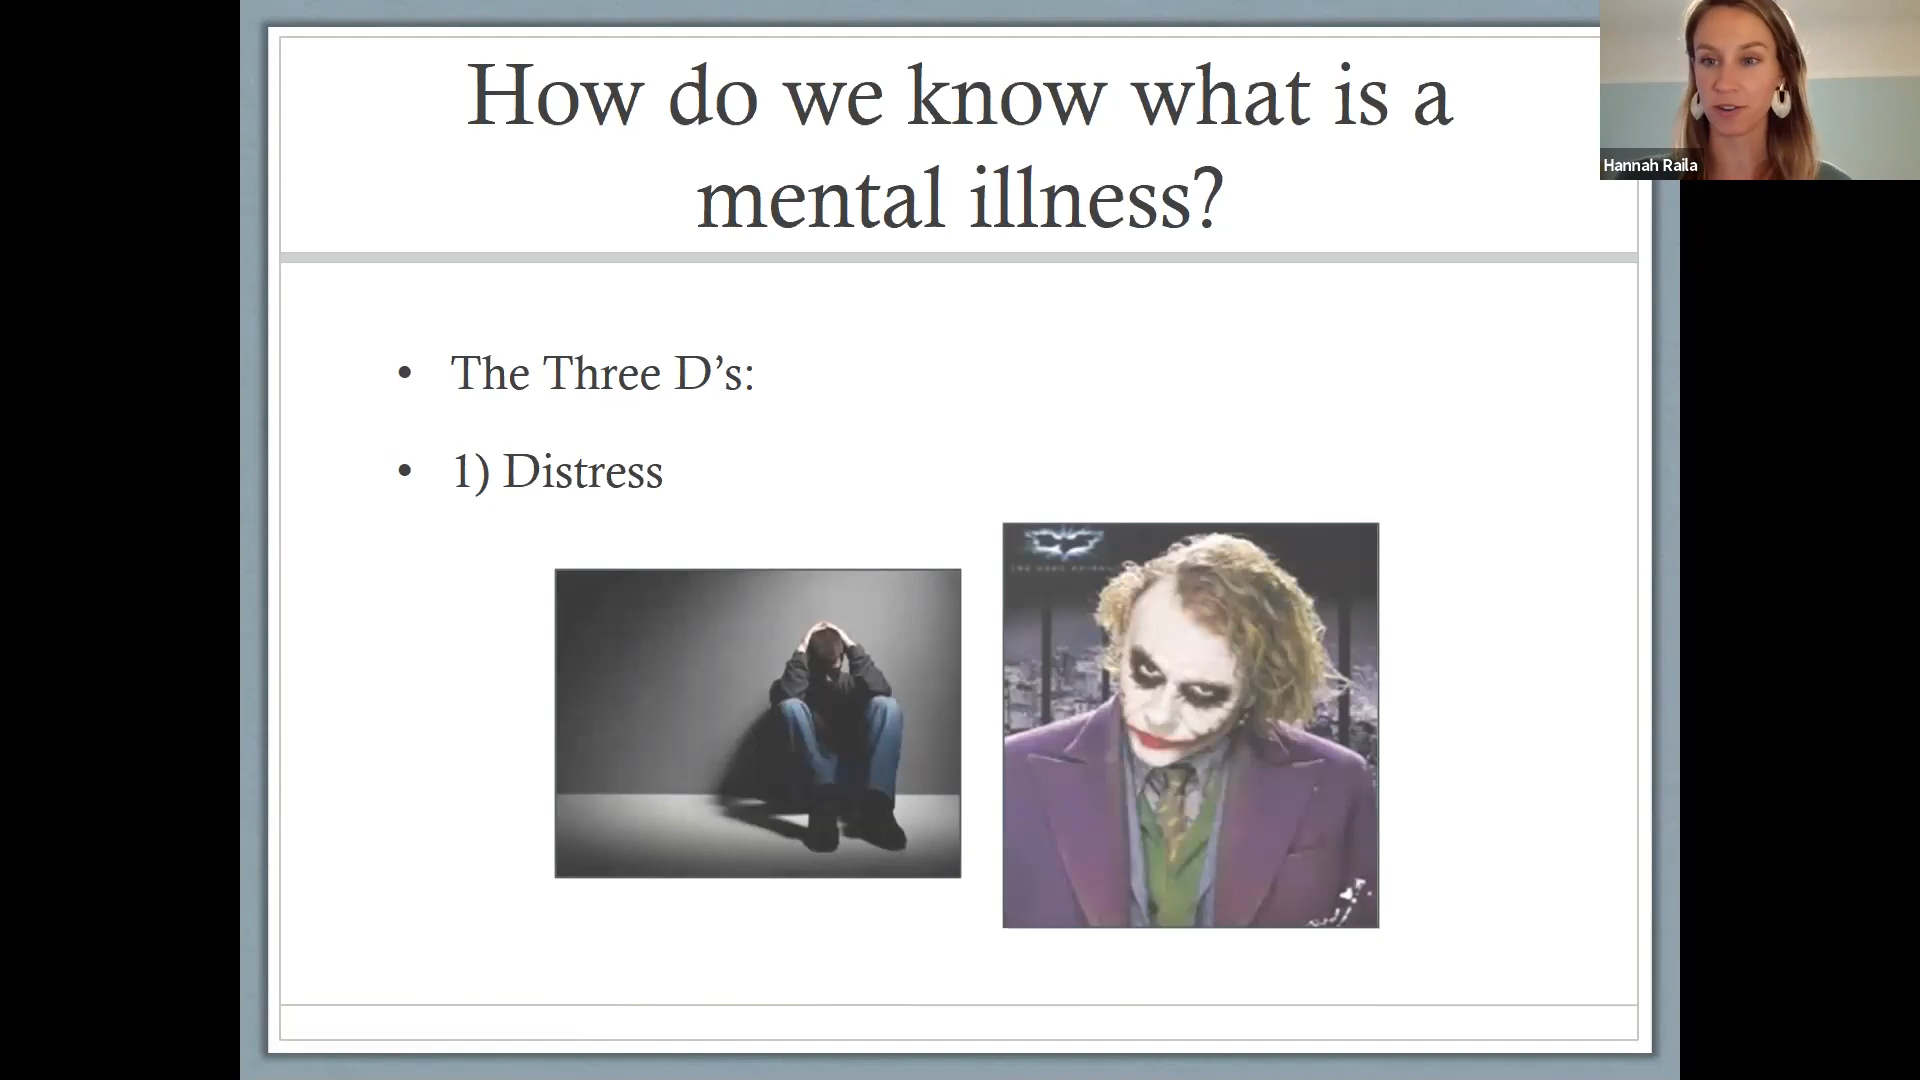 How do we know what is a
mental illness?
Hannah Raila
• The Three D’s:
• 1) Distress